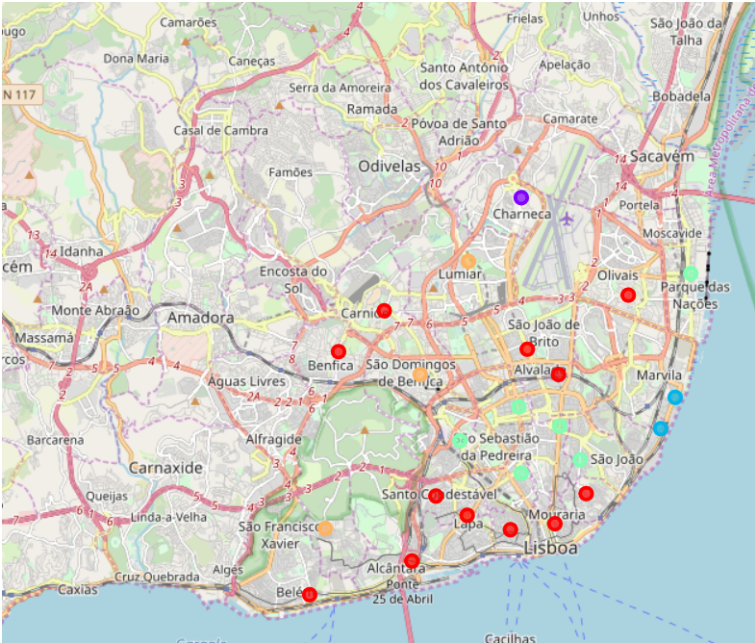 Camarões
Frielas
Unhos
São João da
Talha
Dona Maria
Caneças
Santo António
dos Cavaleiros
Apelação
N 117
Serra da Amoreira
Bobadela
Ramada
Póvoa de Santo
Adrião
Camarate
Casal de Cambra
Sacavém
Famões
Odivelas
Portela
Charneca
Moscavide
Idanha
Encosta do
Sol
Lumiar
Olivais
Parque das
Nações
Monte Abraão
Amadora
Carni
São João de
Brito
Massamá
Benfica
São Domingos
de Benfica
Alvalade
Marvila
Águas Livres
Barcarena
Alfragide
São Sebastião
da Pedreira
São João
Carnaxide
Queijas
Santo Condestável
Linda-a-Velha
São Francisco
Xavier
Lapa
Mouraria
Lisboa
Cruz Quebrada
Algés
Alcântara
Ponte
25 de Abril
Caxias
Belém
Cacilhas